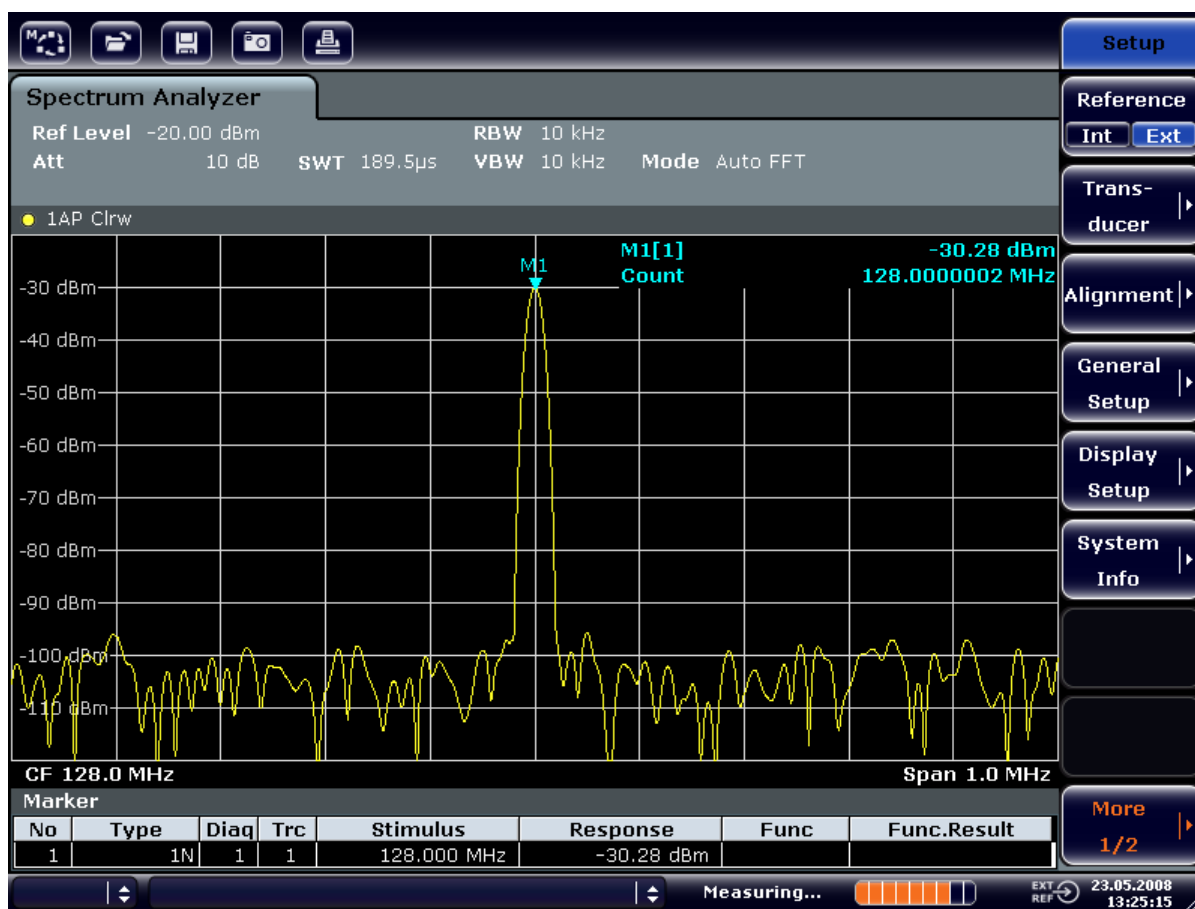 Setup
Spectrum Analyzer
Ref Level -20.00 dBm RBW 10 kHz
Att 10 dB SWT 189.5µs VBW 10 kHz Mode Auto FFT
1AP Clrw
M1[1] -30.28 dBm
Count 128.0000002 MHz
M1
-30 dBm
-40 dBm
-50 dBm
-60 dBm
-70 dBm
-80 dBm
-90 dBm
-100 dBm
-110 dBm
CF 128.0 MHz Span 1.0 MHz
Marker
No Type Diag Trc Stimulus Response Func Func.Result
1 1N 1 1 128.000 MHz -30.28 dBm
Measuring... EXT REF 23.05.2008
13:25:15
Reference
Int Ext
Trans-
ducer
Alignment
General
Setup
Display
Setup
System
Info
More
1/2